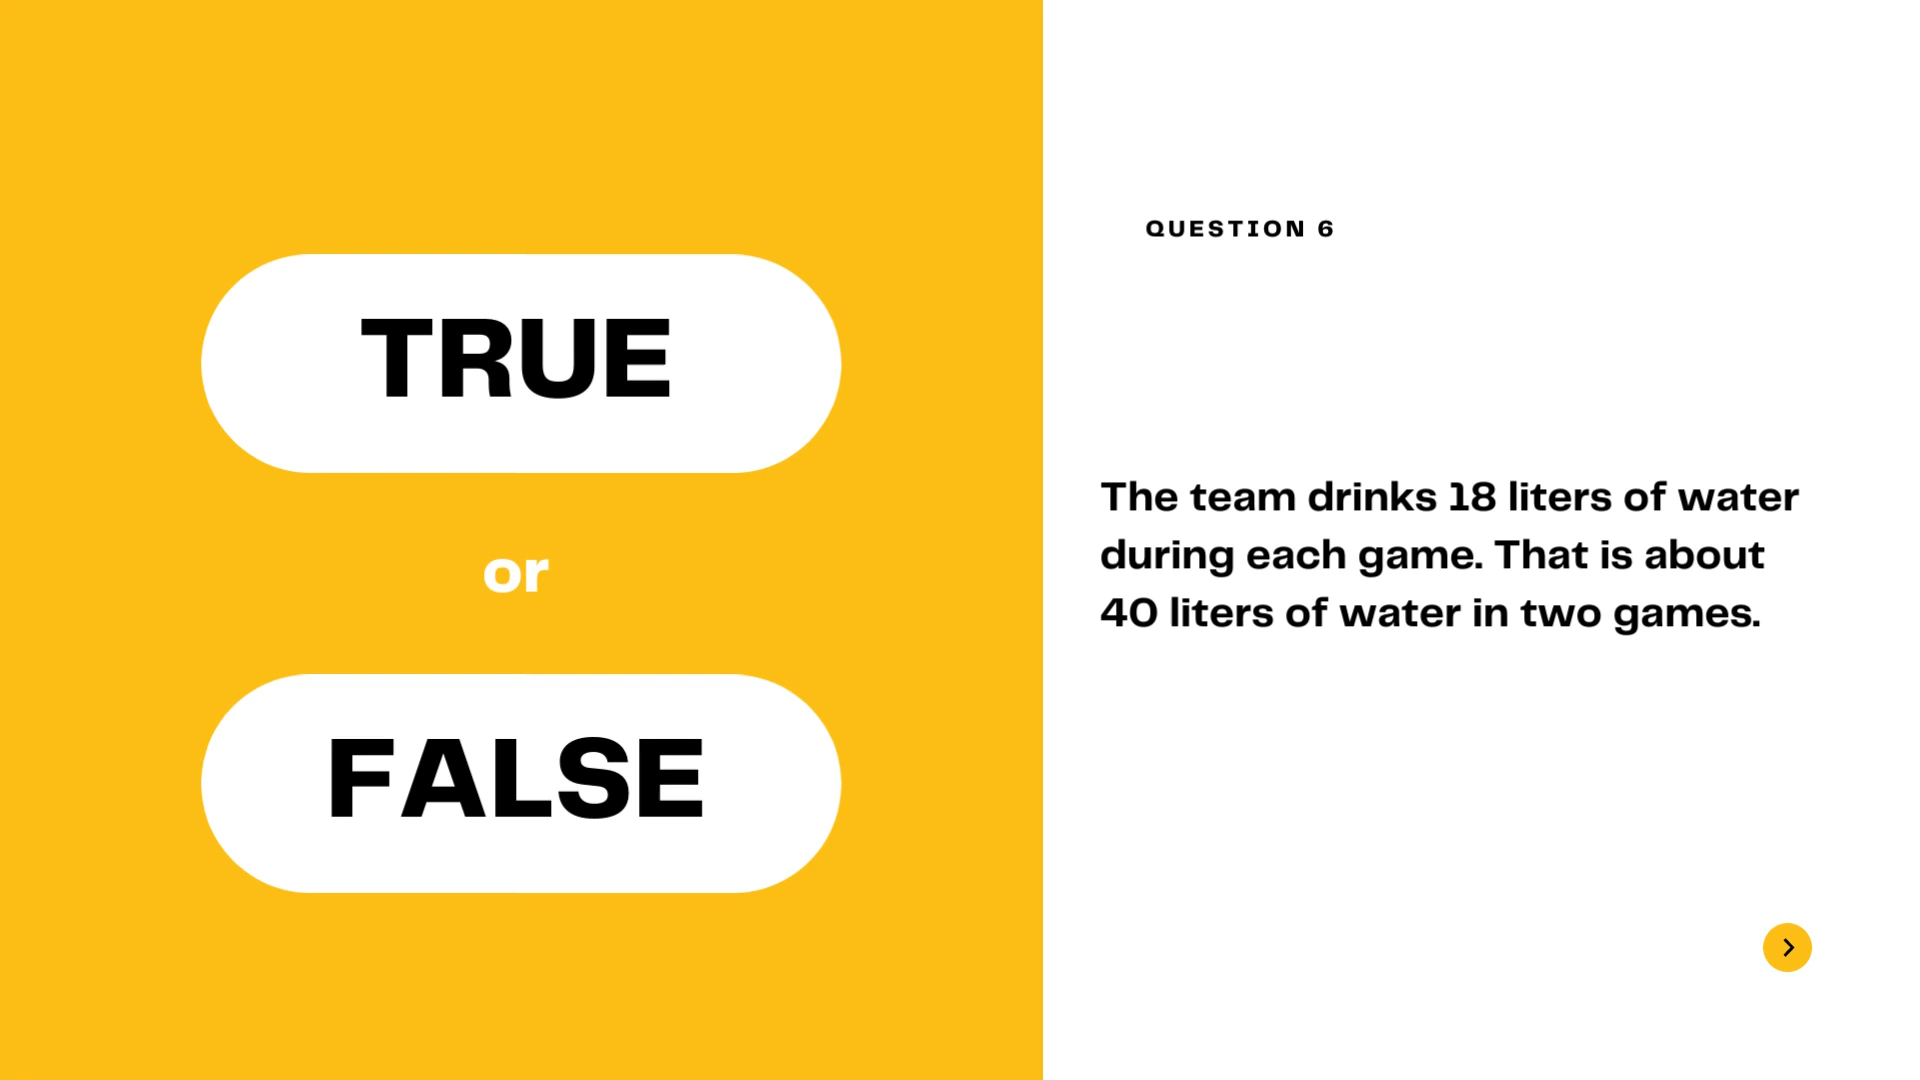 TRUE
or
FALSE
QUESTION 6
The team drinks 18 liters of water
during each game. That is about
40 liters of water in two games.